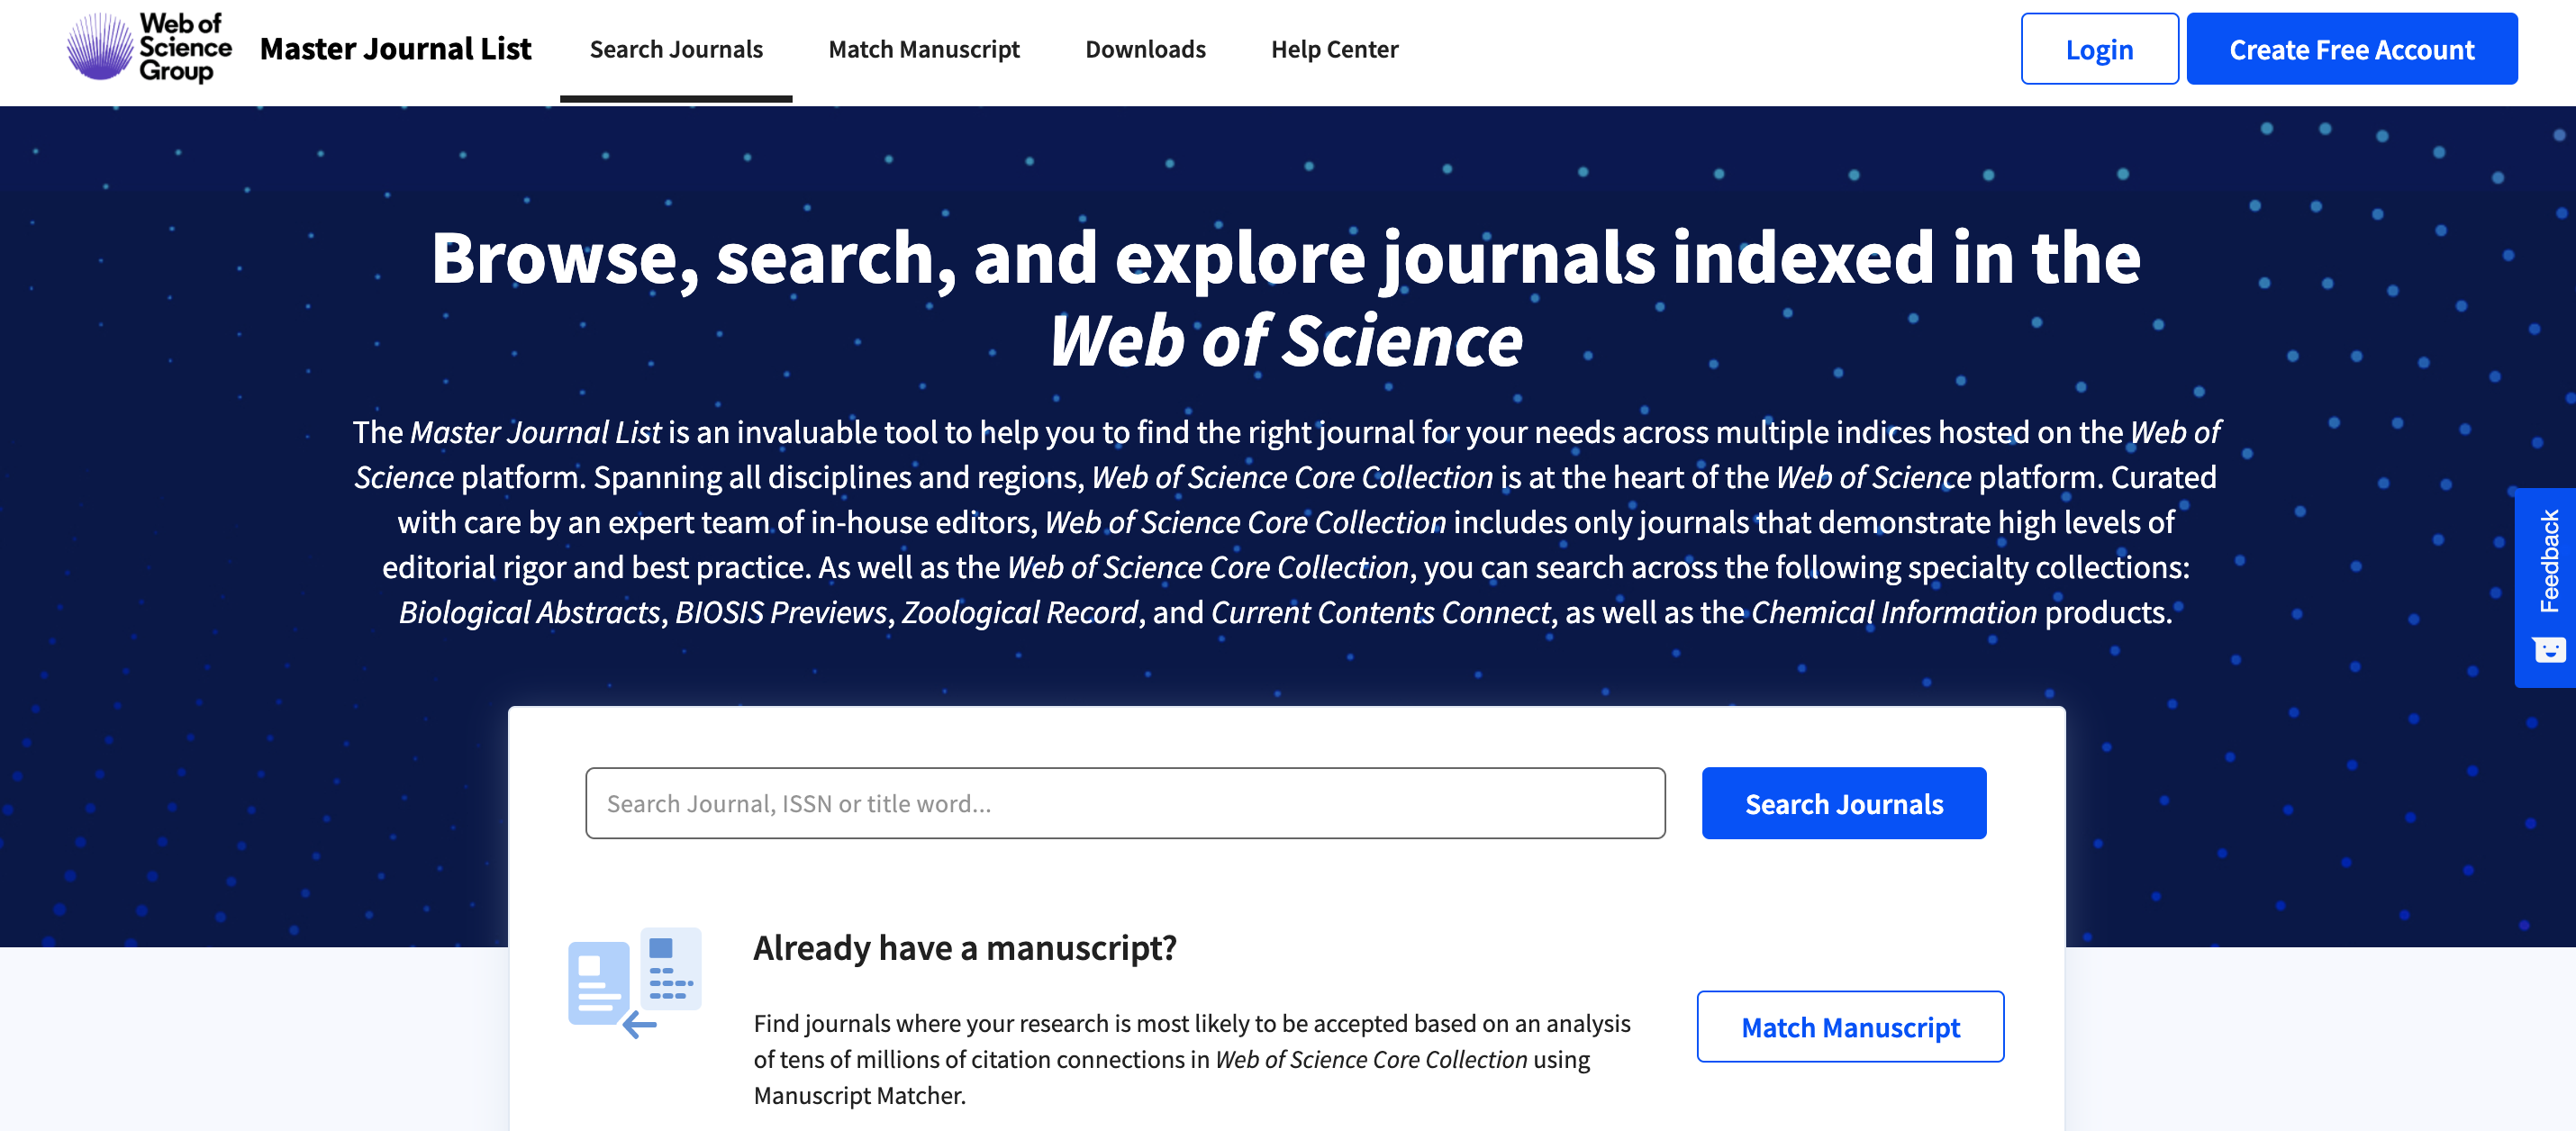 Web of
Science
Group
Master Journal List
Search Journals
Match Manuscript
Downloads
Help Center
Login
Create Free Account
Browse, search, and explore journals indexed in the
Web of Science
The Master Journal List is an invaluable tool to help you to find the right journal for your needs across multiple indices hosted on the Web of
Science platform. Spanning all disciplines and regions, Web of Science Core Collection is at the heart of the Web of Science platform. Curated
with care by an expert team of in-house editors, Web of Science Core Collection includes only journals that demonstrate high levels of
editorial rigor and best practice. As well as the Web of Science Core Collection, you can search across the following specialty collections:
Biological Abstracts, BIOSIS Previews, Zoological Record, and Current Contents Connect, as well as the Chemical Information products.
Feedback
Search Journal, ISSN or title word...
Search Journals
Already have a manuscript?
Find journals where your research is most likely to be accepted based on an analysis
of tens of millions of citation connections in Web of Science Core Collection using
Manuscript Matcher.
Match Manuscript